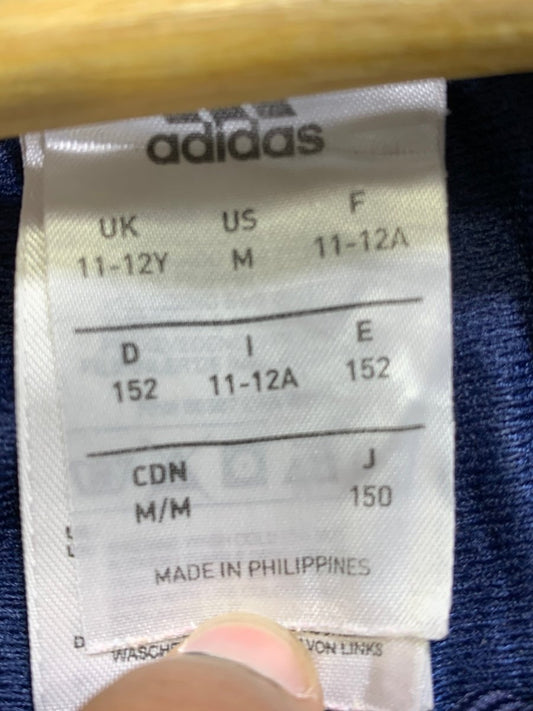 adidas
UK US F
11-12Y M 11-12A
D I E
152 11-12A 152
CDN J
M/M 150
MADE IN PHILIPPINES
VON LINKS